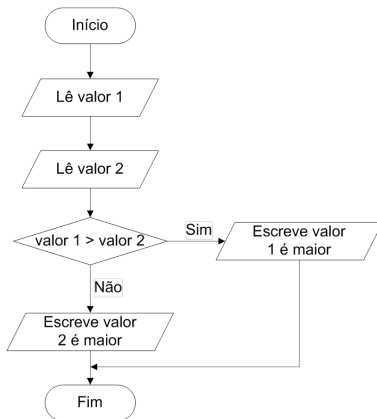 Início
Lê valor 1
Lê valor 2
valor 1 > valor 2
Sim
Escreve valor
1 é maior
Não
Escreve valor
2 é maior
Fim